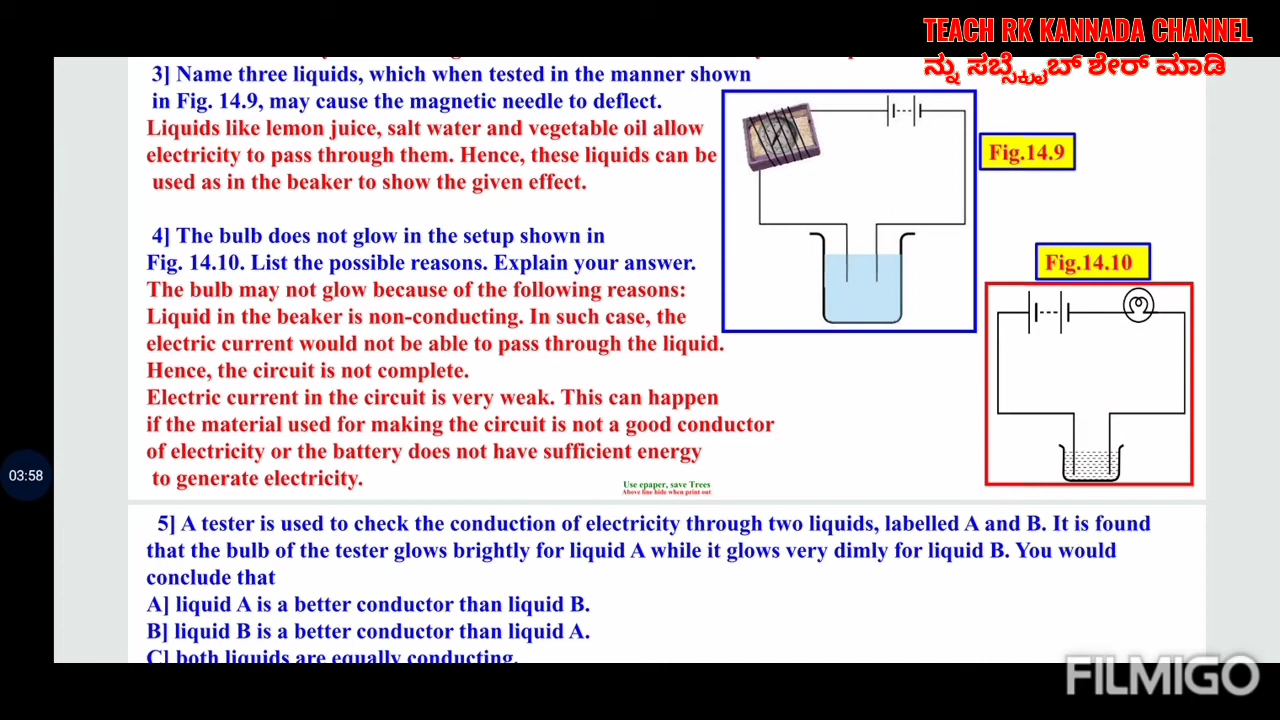 TEACH RK KANNADA CHANNEL
ನ್ನು ಸಬ್ಸ್ಕ್ರೈಬ್ ಶೇರ್ ಮಾಡಿ
3] Name three liquids, which when tested in the manner shown
in Fig. 14.9, may cause the magnetic needle to deflect.
Liquids like lemon juice, salt water and vegetable oil allow
electricity to pass through them. Hence, these liquids can be
used as in the beaker to show the given effect.
Fig.14.9
4] The bulb does not glow in the setup shown in
Fig. 14.10. List the possible reasons. Explain your answer.
Fig.14.10
The bulb may not glow because of the following reasons:
Liquid in the beaker is non-conducting. In such case, the
electric current would not be able to pass through the liquid.
Hence, the circuit is not complete.
Electric current in the circuit is very weak. This can happen
if the material used for making the circuit is not a good conductor
of electricity or the battery does not have sufficient energy
to generate electricity.
03:58
Use epaper, save Trees
Above fine hide when print out
5] A tester is used to check the conduction of electricity through two liquids, labelled A and B. It is found
that the bulb of the tester glows brightly for liquid A while it glows very dimly for liquid B. You would
conclude that
A] liquid A is a better conductor than liquid B.
B] liquid B is a better conductor than liquid A.
C] both liquids are equally conducting.
FILMIGO